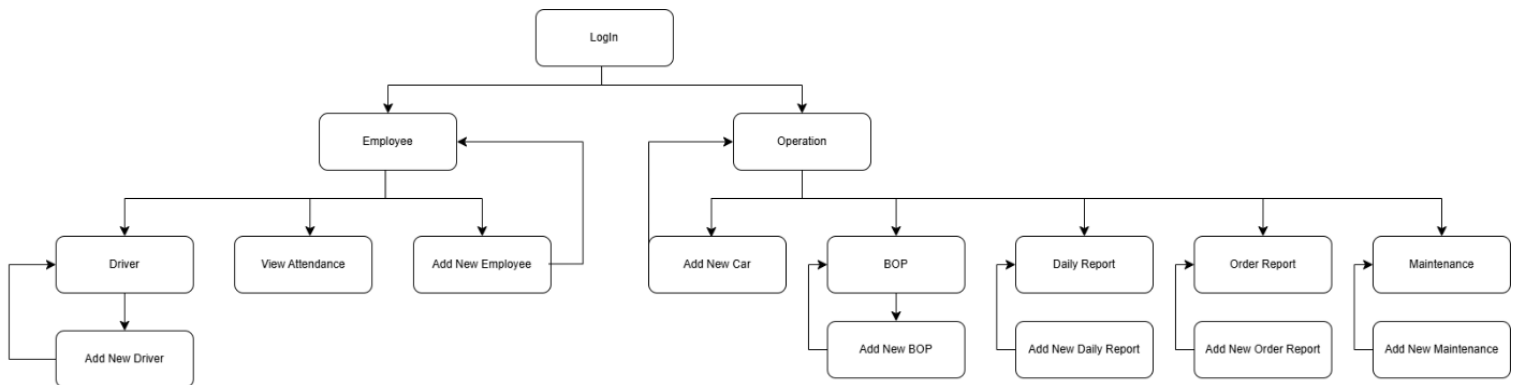 LogIn
Employee
Operation
Driver
View Attendance
Add New Employee
Add New Car
BOP
Daily Report
Order Report
Maintenance
Add New Driver
Add New BOP
Add New Daily Report
Add New Order Report
Add New Maintenance